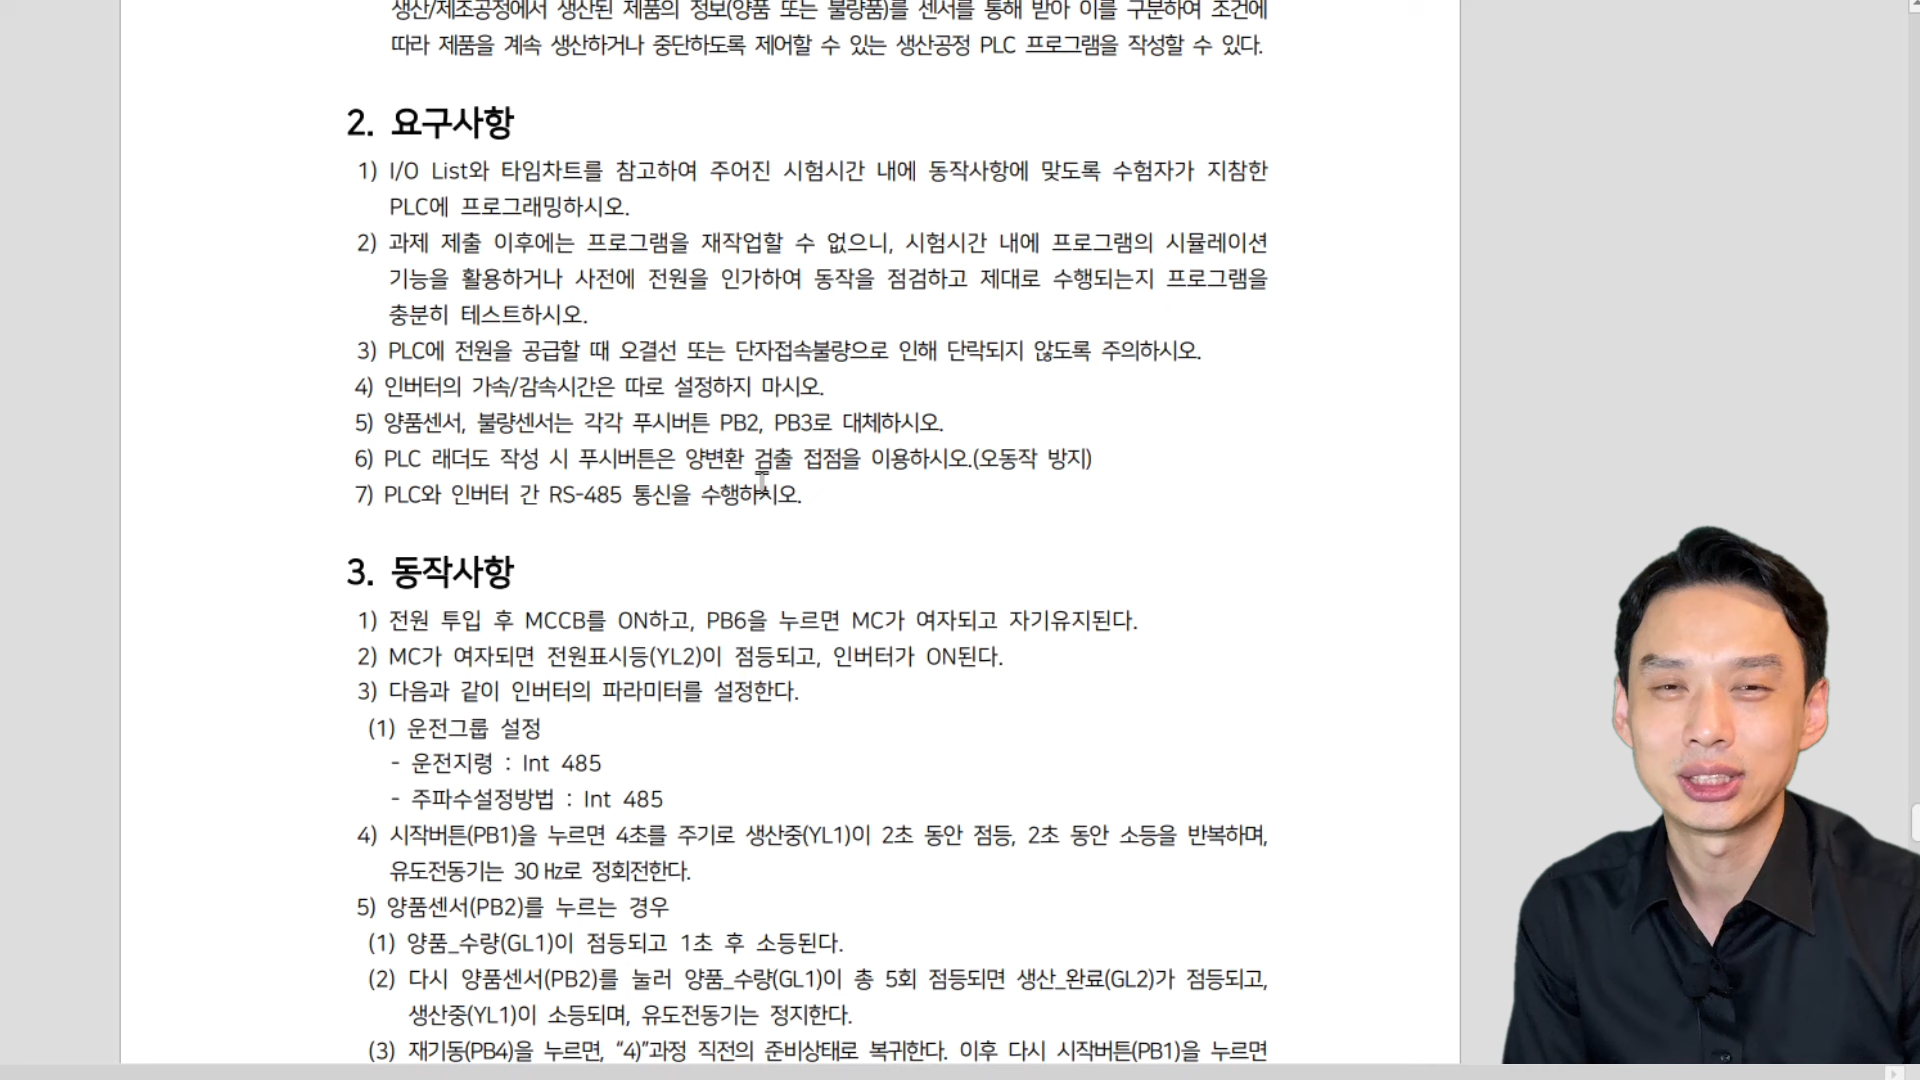 생산/제조공정에서 생산된 제품의 정보(양품 또는 불량품)를 센서를 통해 받아 이를 구분하여 조건에
따라 제품을 계속 생산하거나 중단하도록 제어할 수 있는 생산공정 PLC 프로그램을 작성할 수 있다.
2. 요구사항
1) I/O List와 타임차트를 참고하여 주어진 시험시간 내에 동작사항에 맞도록 수험자가 지참한
PLC에 프로그래밍하시오.
2) 과제 제출 이후에는 프로그램을 재작업할 수 없으니, 시험시간 내에 프로그램의 시뮬레이션
기능을 활용하거나 사전에 전원을 인가하여 동작을 점검하고 제대로 수행되는지 프로그램을
충분히 테스트하시오.
3) PLC에 전원을 공급할 때 오결선 또는 단자접속불량으로 인해 단락되지 않도록 주의하시오.
4) 인버터의 가속/감속시간은 따로 설정하지 마시오.
5) 양품센서, 불량센서는 각각 푸시버튼 PB2, PB3로 대체하시오.
6) PLC 래더도 작성 시 푸시버튼은 양변환 검출 접점을 이용하시오.(오동작 방지)
7) PLC와 인버터 간 RS-485 통신을 수행하시오.
3. 동작사항
1) 전원 투입 후 MCCB를 ON하고, PB6을 누르면 MC가 여자되고 자기유지된다.
2) MC가 여자되면 전원표시등(YL2)이 점등되고, 인버터가 ON된다.
3) 다음과 같이 인버터의 파라미터를 설정한다.
(1) 운전그룹 설정
- 운전지령 : Int 485
- 주파수설정방법 : Int 485
4) 시작버튼(PB1)을 누르면 4초를 주기로 생산중(YL1)이 2초 동안 점등, 2초 동안 소등을 반복하며,
유도전동기는 30 Hz로 정회전한다.
5) 양품센서(PB2)를 누르는 경우
(1) 양품_수량(GL1)이 점등되고 1초 후 소등된다.
(2) 다시 양품센서(PB2)를 눌러 양품_수량(GL1)이 총 5회 점등되면 생산_완료(GL2)가 점등되고,
생산중(YL1)이 소등되며, 유도전동기는 정지한다.
(3) 재기동(PB4)을 누르면, “4)”과정 직전의 준비상태로 복귀한다. 이후 다시 시작버튼(PB1)을 누르면